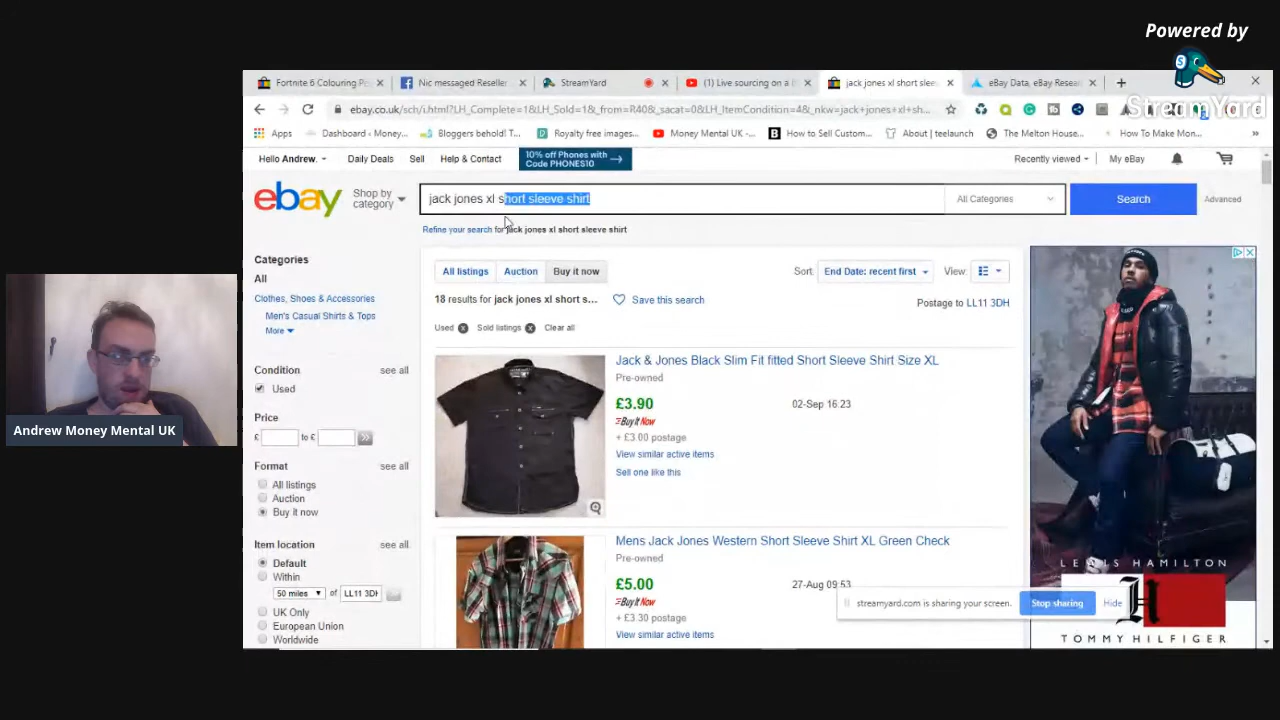 Powered by
StreamYard
Fortnite 6 Colouring Pe
Nic messaged Reseller
StreamYard
(1) Live sourcing on a
jack jones xl short sleeve
eBay Data, eBay Resea
ebay.co.uk/sch/i.html?LH_Complete=1&LH_Sold=1&_from=R40&_sacat=0&LH_ItemCondition=4&_nkw=jack+jones+xl+sh...
Apps
Dashboard ‹ Money...
Bloggers behold! T...
Royalty free images...
Money Mental UK -...
How to Sell Custom...
About | teelaunch
The Melton House...
How To Make Mon...
Hello Andrew.
Daily Deals
Sell
Help & Contact
10% off Phones with
Code PHONES10
Recently viewed
My eBay
ebay
Shop by
category
jack jones xl short sleeve shirt
All Categories
Search
Advanced
Refine your search for jack jones xl short sleeve shirt
Categories
All
Clothes, Shoes & Accessories
Men's Casual Shirts & Tops
More
Condition
see all
Used
Price
£
to £
Format
see all
All listings
Auction
Buy it now
Item location
see all
Default
Within
50 miles
of
LL11 3DH
UK Only
European Union
Worldwide
All listings
Auction
Buy it now
Sort:
End Date: recent first
View:
18 results for jack jones xl short s...
Save this search
Postage to LL11 3DH
Used
Sold listings
Clear all
Jack & Jones Black Slim Fit fitted Short Sleeve Shirt Size XL
Pre-owned
£3.90
02-Sep 16:23
Buy It Now
+ £3.00 postage
View similar active items
Sell one like this
Mens Jack Jones Western Short Sleeve Shirt XL Green Check
Pre-owned
£5.00
27-Aug 09:53
Buy It Now
+ £3.30 postage
View similar active items
streamyard.com is sharing your screen.
Stop sharing
Hide
LEWIS HAMILTON
H
TOMMY HILFIGER
Andrew Money Mental UK